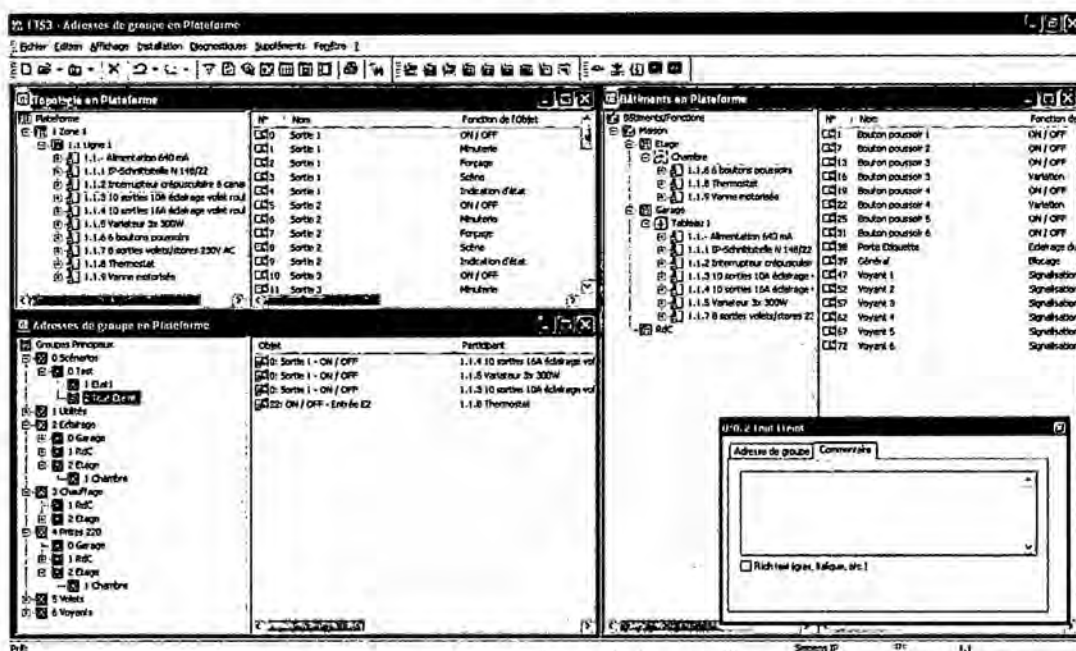 ETS3 - Adresses de groupe en Plateforme
Fichier Edition Affichage Installation Diagnostiques Suppléments Fenêtre ?
Topologie en Plateforme
Plateforme
1 Zone 1
1.1 Ligne 1
1.1.- Alimentation 640 mA
1.1.1 IP-Schnittstelle N 148/22
1.1.2 Interrupteur crépusculaire 6 cana
1.1.3 10 sorties 10A éclairage volet roul
1.1.4 10 sorties 16A éclairage volet roul
1.1.5 Variateur 3x 300W
1.1.6 6 boutons poussoirs
1.1.7 8 sorties volets/stores 230V AC
1.1.8 Thermostat
1.1.9 Vanne motorisée
N° Nom Fonction de l'Objet
0 Sortie 1 ON / OFF
1 Sortie 1 Minuterie
2 Sortie 1 Forçage
3 Sortie 1 Scène
4 Sortie 1 Indication d'état
5 Sortie 2 ON / OFF
6 Sortie 2 Minuterie
7 Sortie 2 Forçage
8 Sortie 2 Scène
9 Sortie 2 Indication d'état
10 Sortie 3 ON / OFF
11 Sortie 3 Minuterie
Bâtiments en Plateforme
Bâtiments/Fonctions
Maison
Etage
Chambre
1.1.6 6 boutons poussoirs
1.1.8 Thermostat
1.1.9 Vanne motorisée
Garage
Tableau 1
1.1.- Alimentation 640 mA
1.1.1 IP-Schnittstelle N 148/22
1.1.2 Interrupteur crépusculair
1.1.3 10 sorties 10A éclairage
1.1.4 10 sorties 16A éclairage
1.1.5 Variateur 3x 300W
1.1.7 8 sorties volets/stores 23
RdC
N° Nom Fonction de
1 Bouton poussoir 1 ON / OFF
7 Bouton poussoir 2 ON / OFF
13 Bouton poussoir 3 ON / OFF
16 Bouton poussoir 3 Variation
19 Bouton poussoir 4 ON / OFF
22 Bouton poussoir 4 Variation
25 Bouton poussoir 5 ON / OFF
31 Bouton poussoir 6 ON / OFF
38 Porte Etiquette Eclairage du
39 Général Blocage
47 Voyant 1 Signalisation
52 Voyant 2 Signalisation
57 Voyant 3 Signalisation
62 Voyant 4 Signalisation
67 Voyant 5 Signalisation
72 Voyant 6 Signalisation
Adresses de groupe en Plateforme
Groupes Principaux
0 Scénarios
0 Test
1 Etat1
2 Tout Eteint
1 Utilités
2 Eclairage
0 Garage
1 RdC
2 Etage
1 Chambre
3 Chauffage
1 RdC
2 Etage
4 Prises 220
0 Garage
1 RdC
2 Etage
1 Chambre
5 Volets
6 Voyants
Objet Participant
0: Sortie 1 - ON / OFF 1.1.4 10 sorties 16A éclairage vol
0: Sortie 1 - ON / OFF 1.1.5 Variateur 3x 300W
0: Sortie 1 - ON / OFF 1.1.3 10 sorties 10A éclairage vol
22: ON / OFF - Entrée E2 1.1.8 Thermostat
0.0.2 Tout Eteint
Adresse de groupe Commentaire
Rich text (gras, italique, etc.)
Prêt Siemens IP 1.1